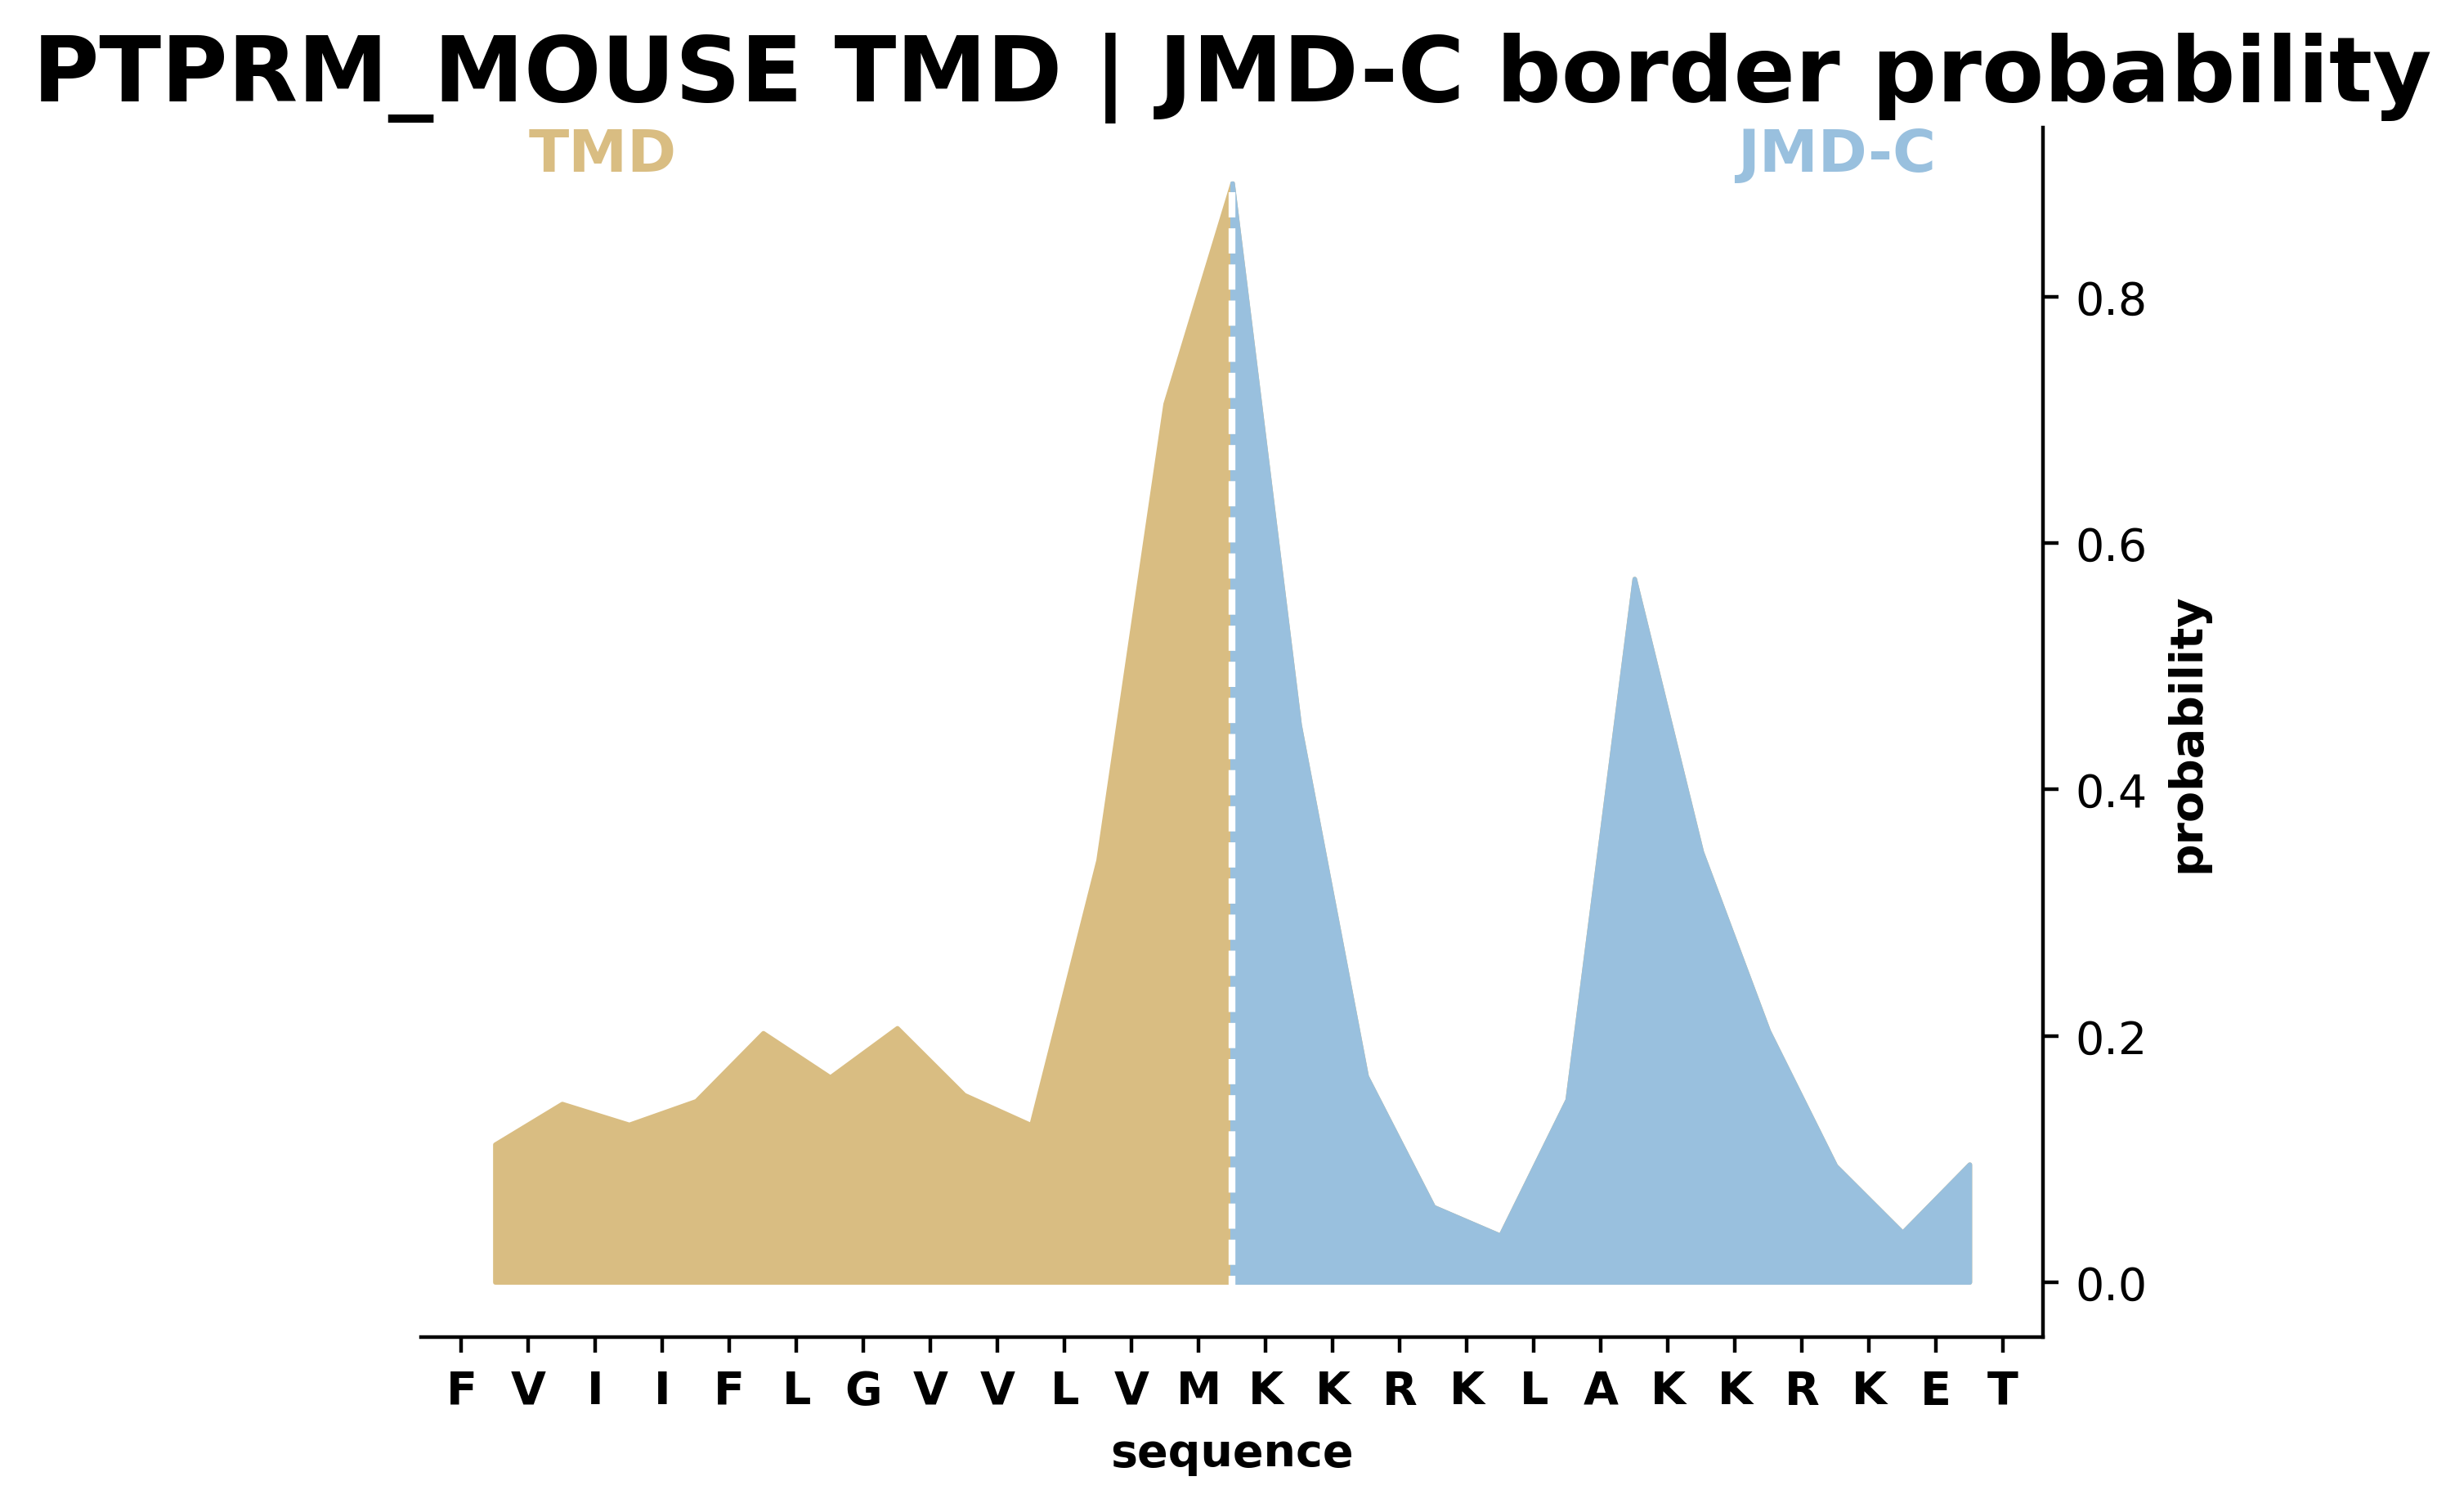 PTPRM_MOUSE TMD | JMD-C border probability
TMD JMD-C
0.8
0.6
0.4
0.2
0.0
probability
F V I I F L G V V L V M K K R K L A K K R K E T
sequence